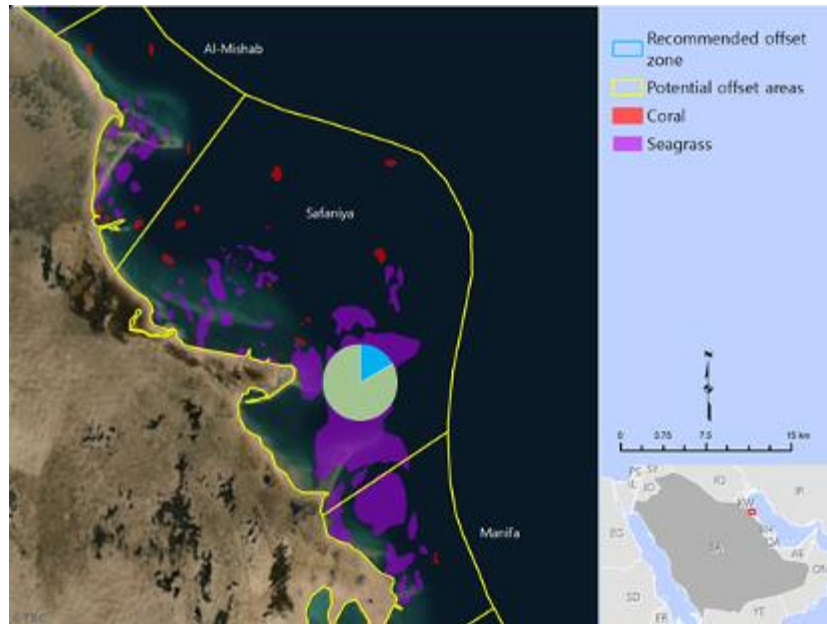 Al-Mishab
Safaniya
Manifa
Recommended offset
zone
Potential offset areas
Coral
Seagrass
N
0 3.75 7.5 15 km
SY
IQ
IR
JO
KW
SA
QA
AE
OM
EG
SD
ER
YE